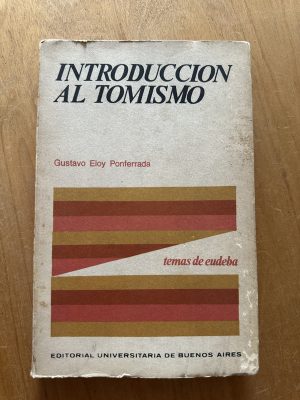 INTRODUCCION
AL TOMISMO
Gustavo Eloy Ponferrada
temas de eudeba
EDITORIAL UNIVERSITARIA DE BUENOS AIRES